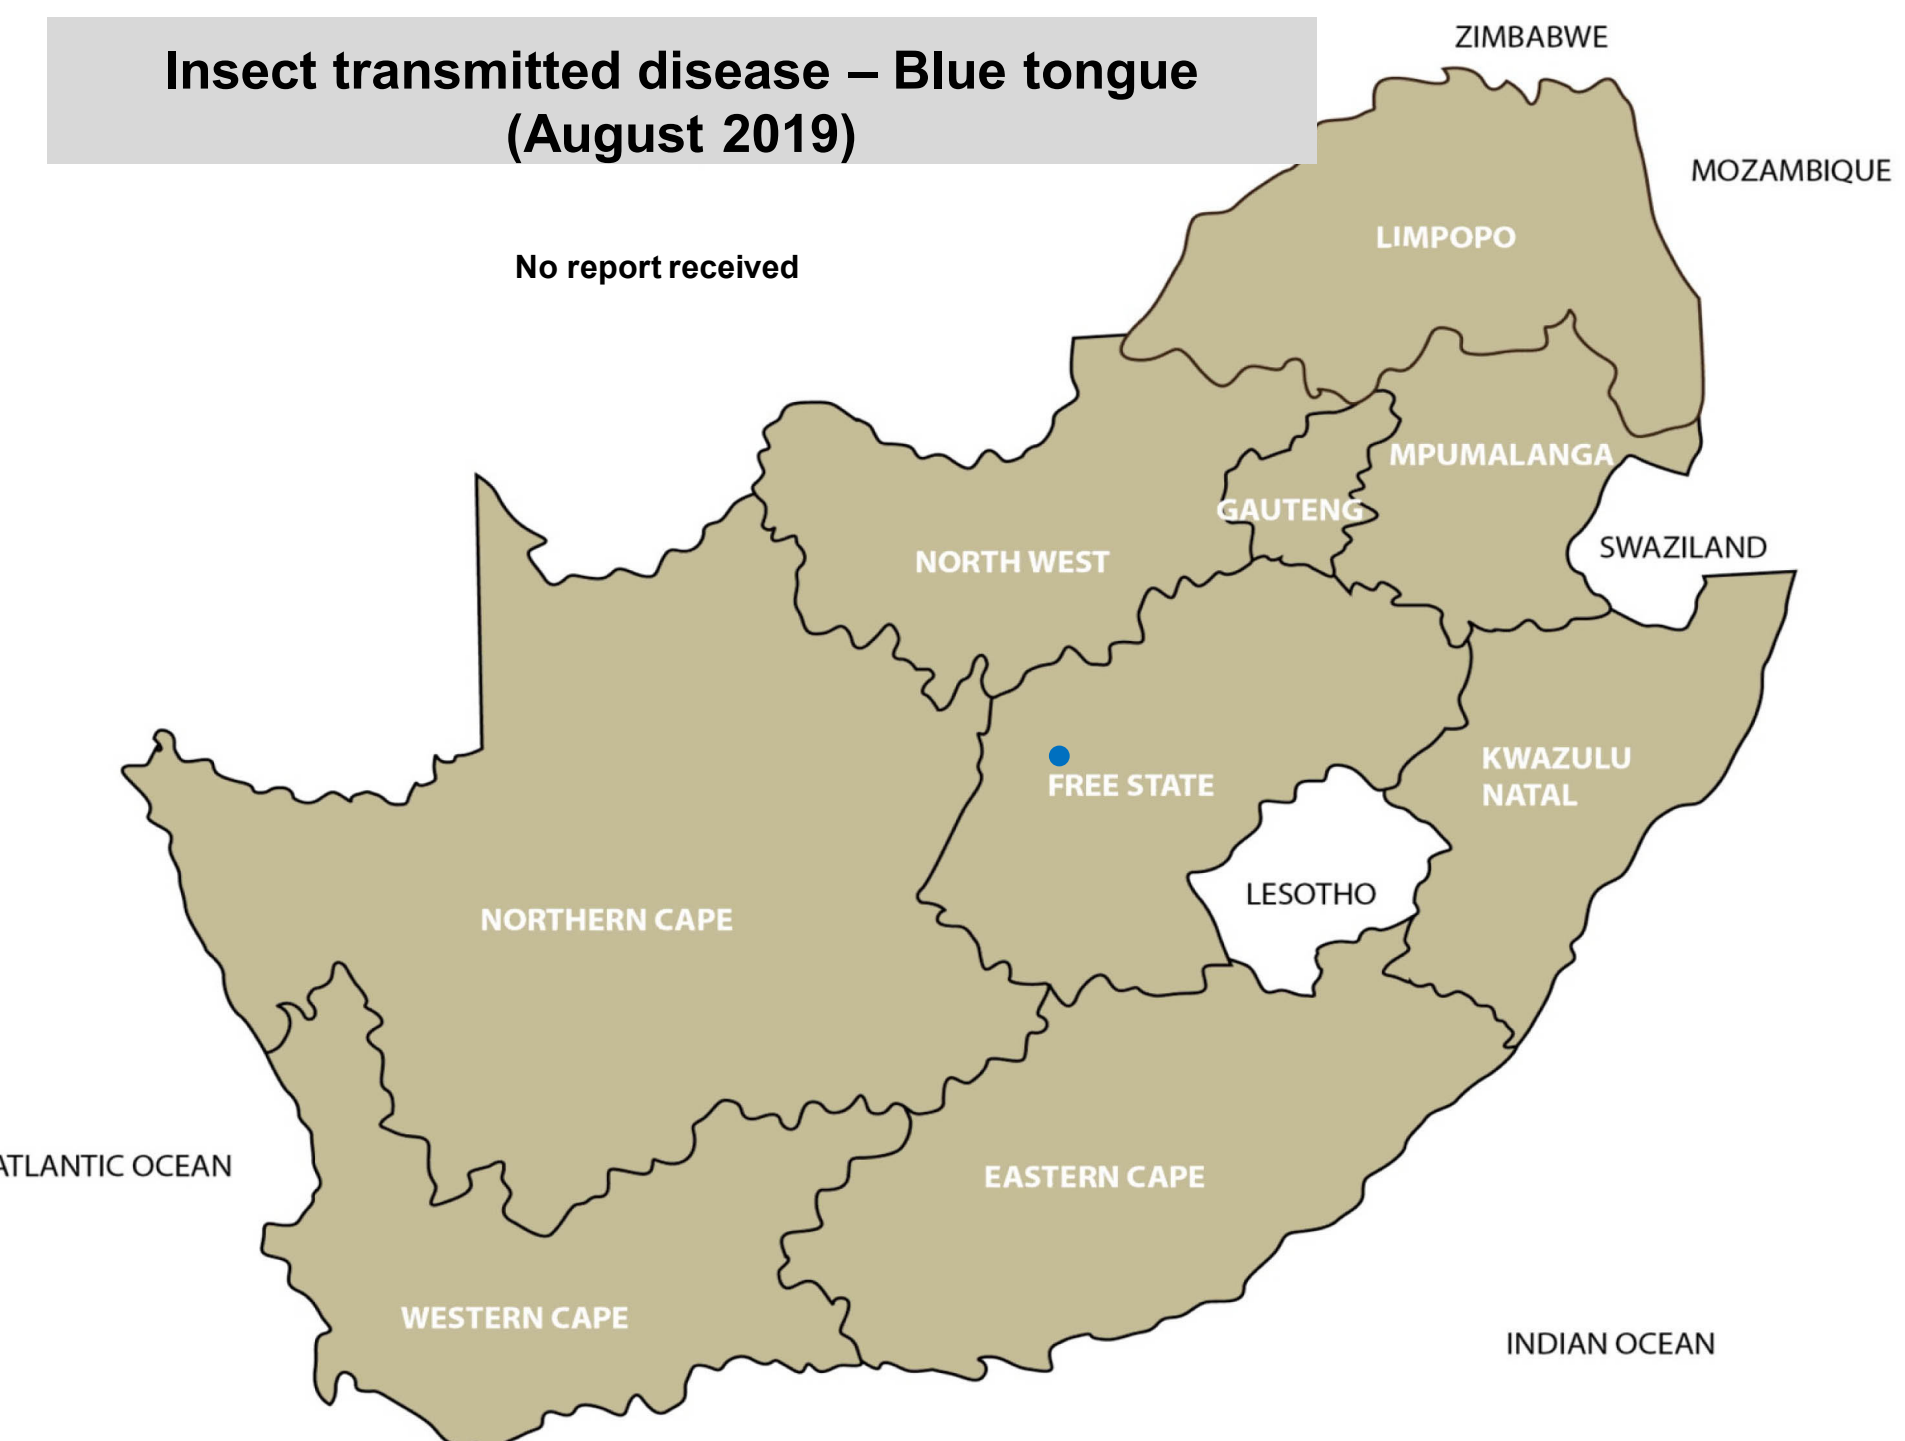 Insect transmitted disease – Blue tongue
(August 2019)
ZIMBABWE
MOZAMBIQUE
LIMPOPO
No report received
MPUMALANGA
GAUTENG
SWAZILAND
NORTH WEST
KWAZULU
NATAL
FREE STATE
LESOTHO
NORTHERN CAPE
ATLANTIC OCEAN
EASTERN CAPE
WESTERN CAPE
INDIAN OCEAN